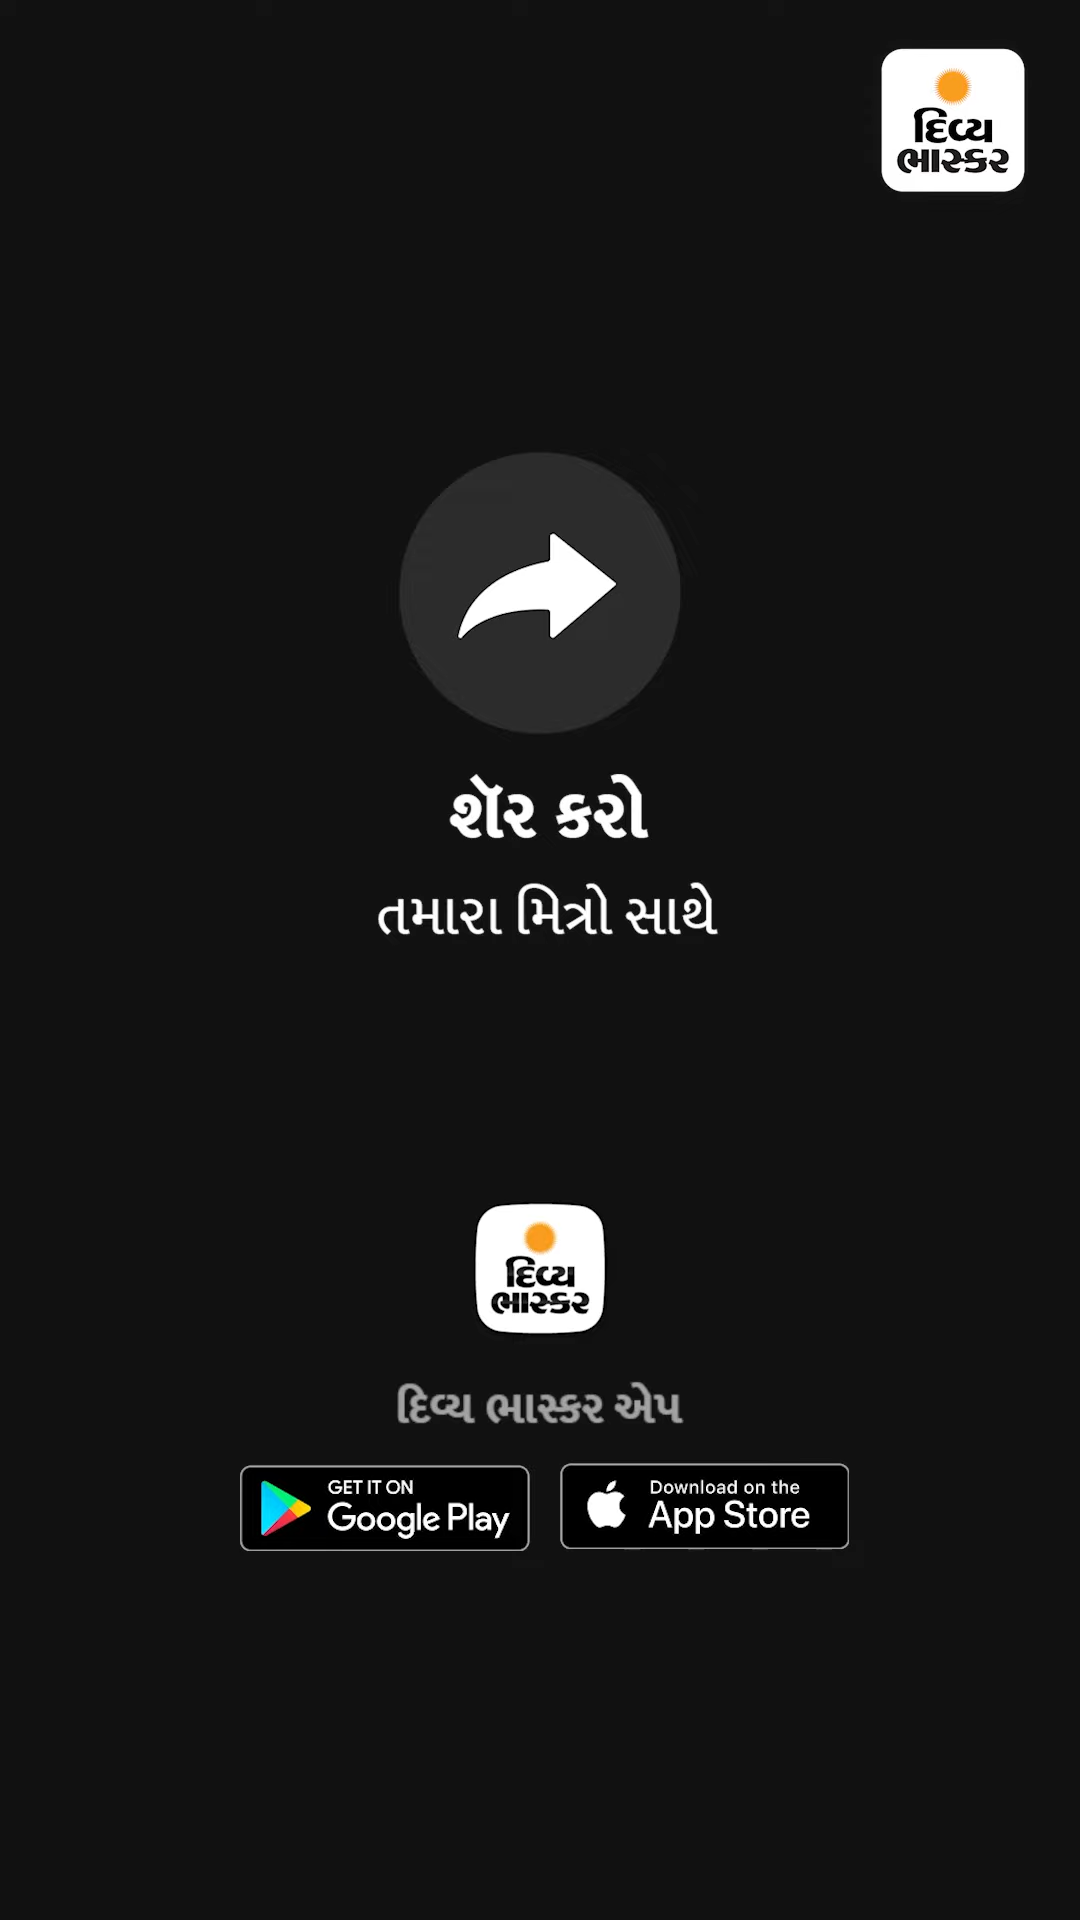 દિવ્ય
ભાસ્કર
શૅર કરો
તમારા મિત્રો સાથે
દિવ્ય
ભાસ્કર
દિવ્ય ભાસ્કર એપ
GET IT ON
Google Play
Download on the
App Store